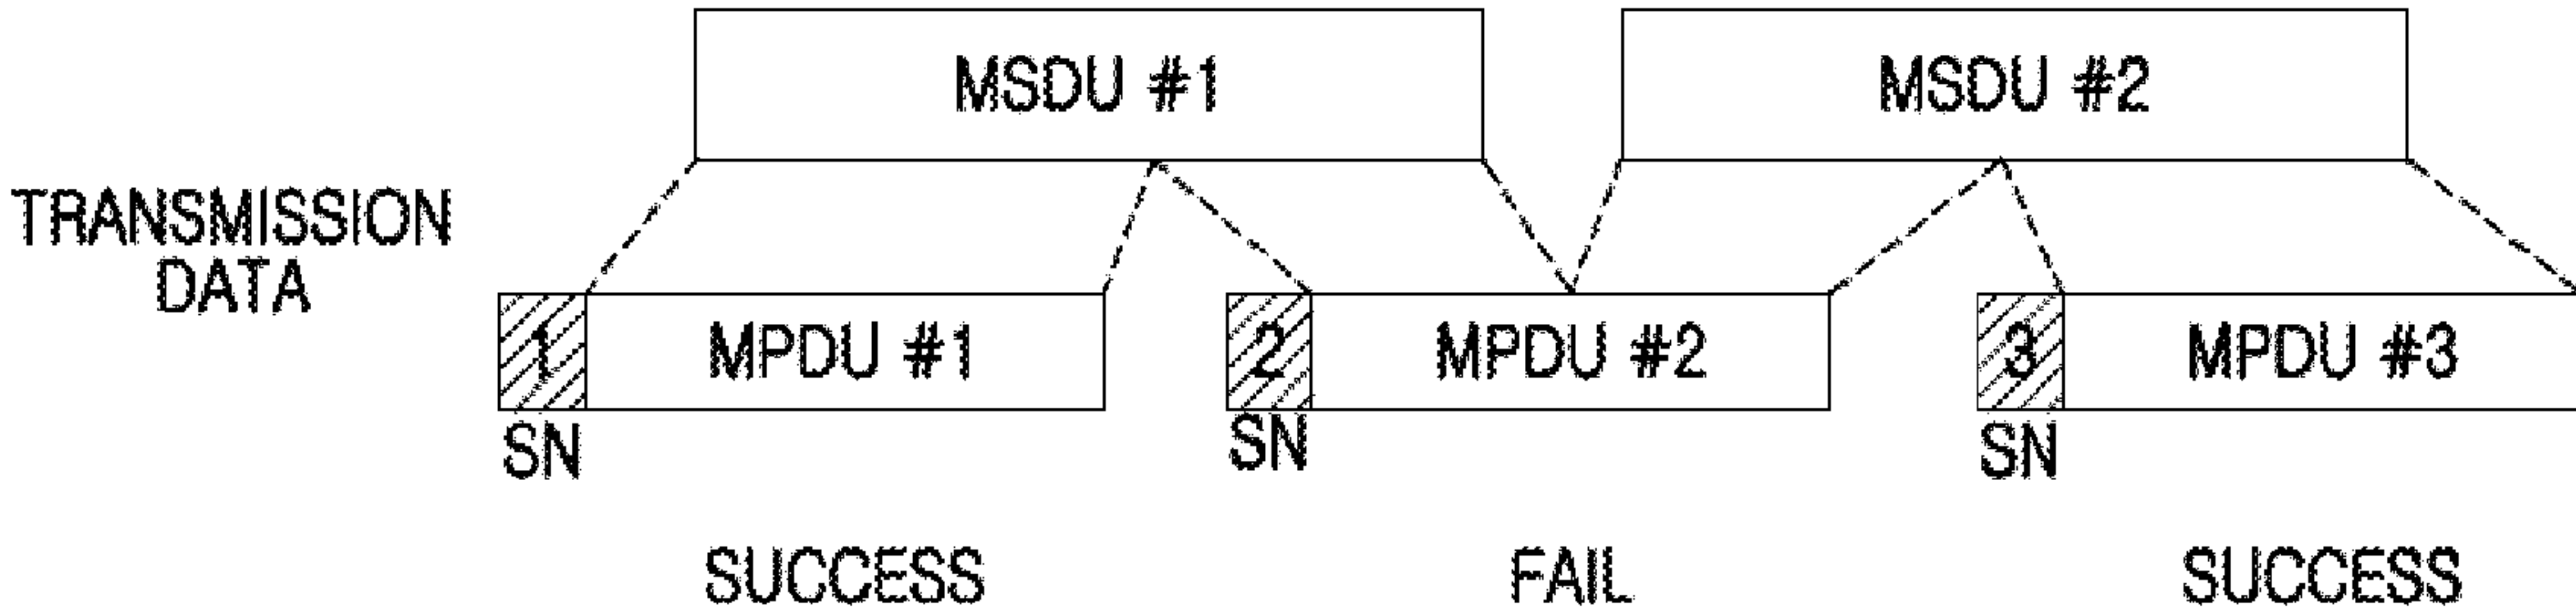 MSDU #1
MSDU #2
TRANSMISSION
DATA
1
MPDU #1
2
MPDU #2
3
MPDU #3
SN
SN
SN
SUCCESS
FAIL
SUCCESS